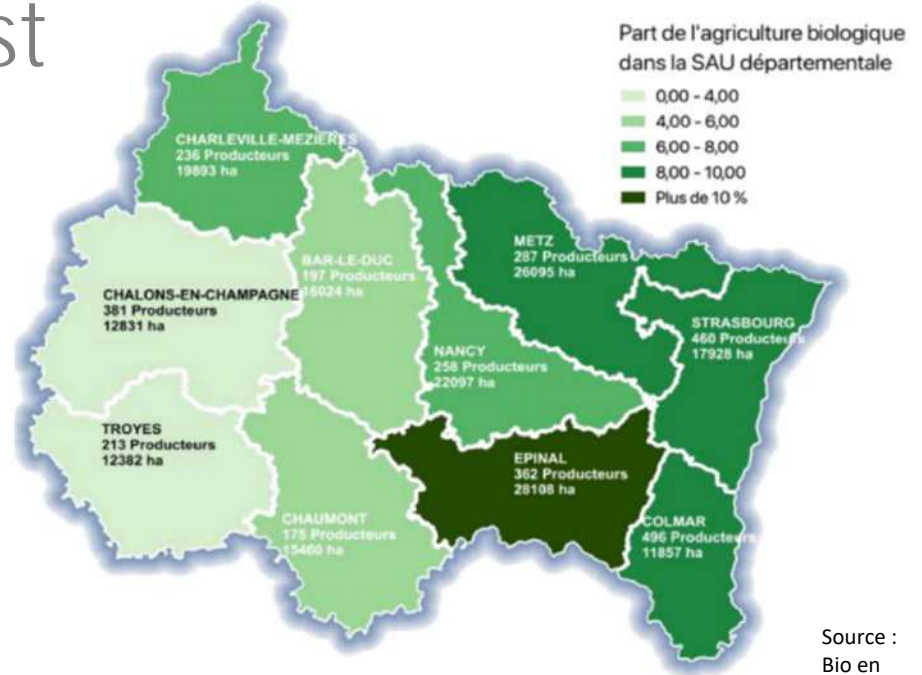 st
Part de l'agriculture biologique
dans la SAU départementale
0,00 - 4,00
4,00 - 6,00
6,00 - 8,00
8,00 - 10,00
Plus de 10 %
CHARLEVILLE-MEZIERES
236 Producteurs
19893 ha
BAR-LE-DUC
197 Producteurs
16024 ha
METZ
287 Producteurs
26095 ha
CHALONS-EN-CHAMPAGNE
381 Producteurs
12831 ha
STRASBOURG
460 Producteurs
17928 ha
NANCY
258 Producteurs
22097 ha
TROYES
213 Producteurs
12382 ha
EPINAL
362 Producteurs
28108 ha
CHAUMONT
175 Producteurs
15460 ha
COLMAR
496 Producteurs
11857 ha
Source :
Bio en